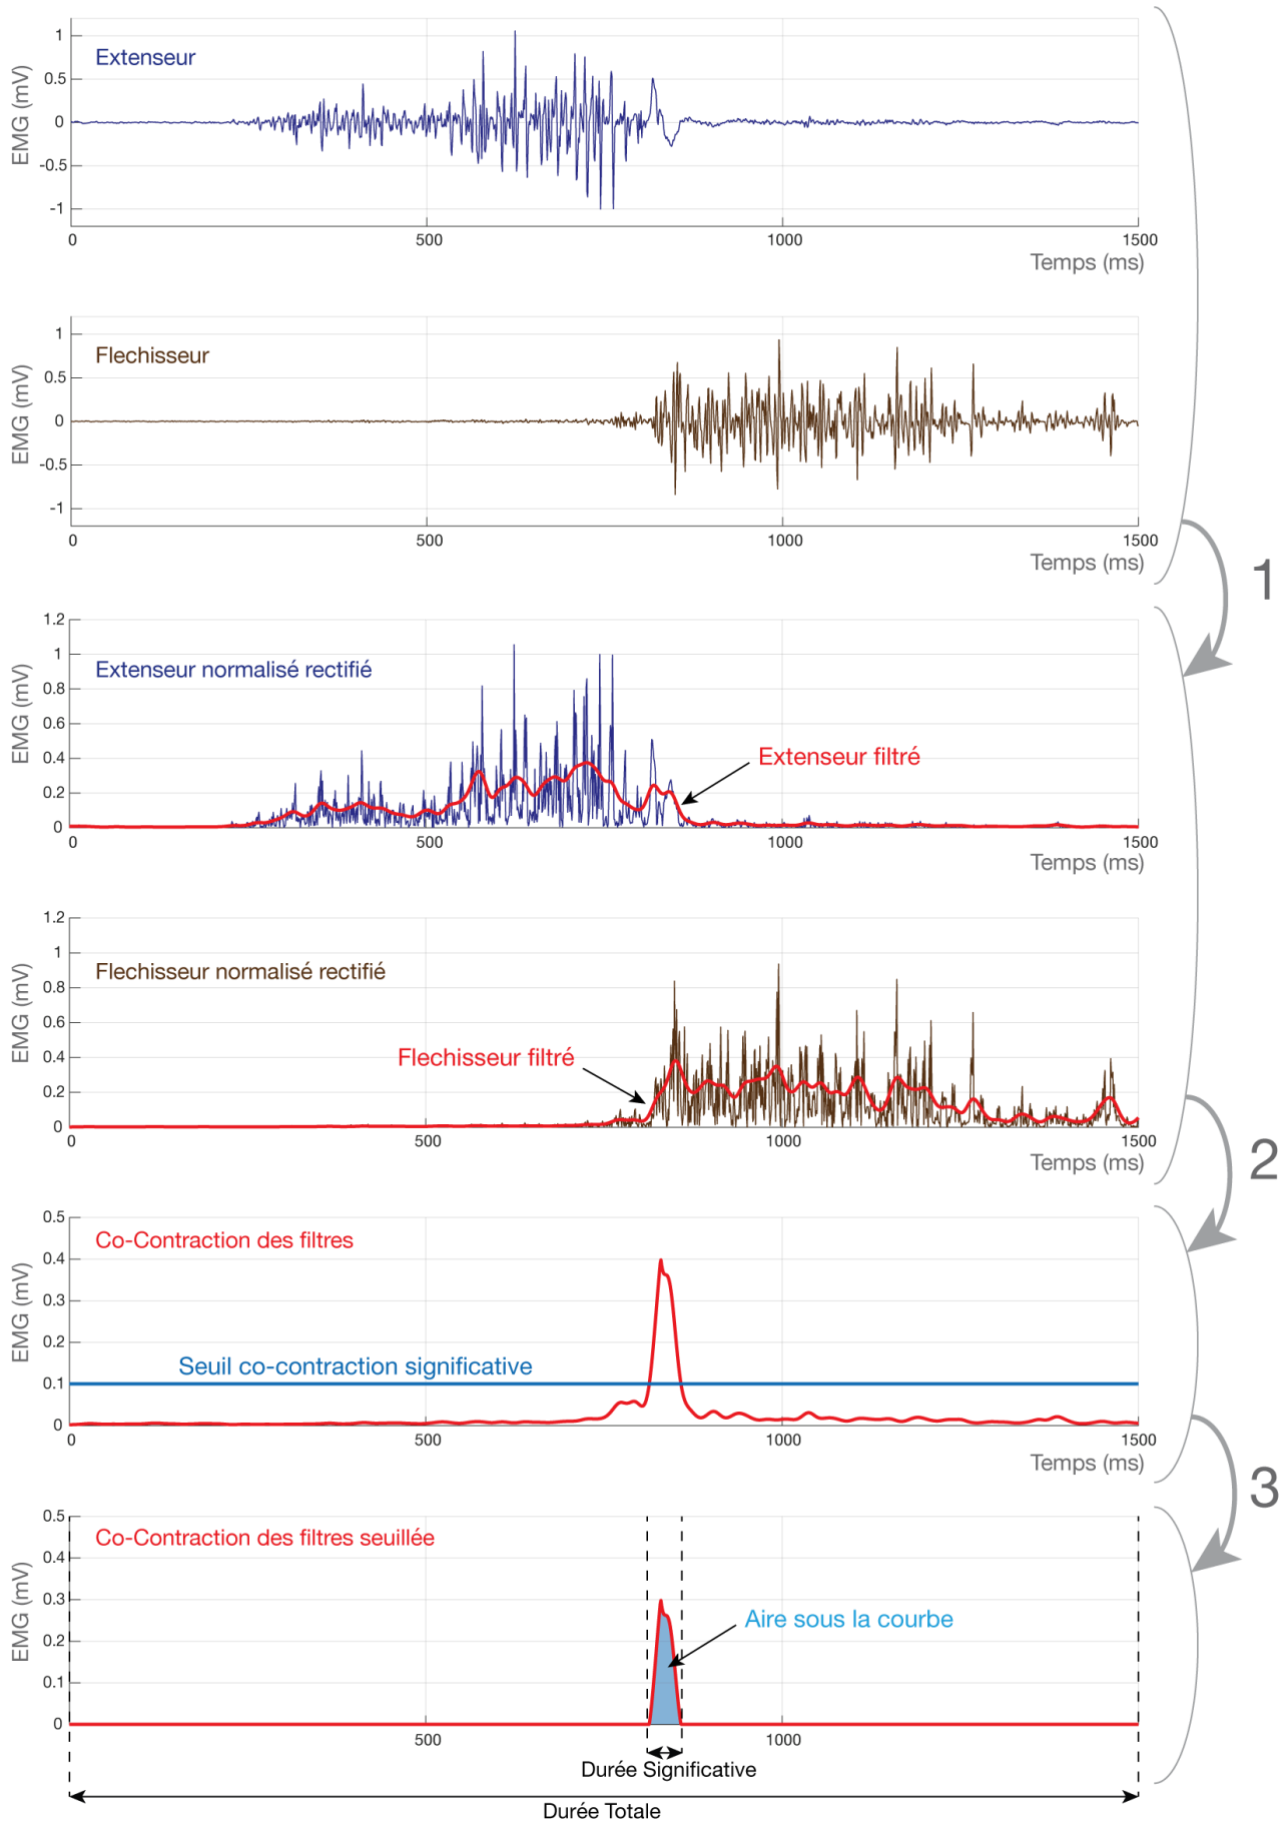 EMG (mV)
Extenseur
1
0.5
0
-0.5
-1
0 500 1000 1500
Temps (ms)
EMG (mV)
Flechisseur
1
0.5
0
-0.5
-1
0 500 1000 1500
Temps (ms)
1
EMG (mV)
1.2
1
0.8
0.6
0.4
0.2
0
Extenseur normalisé rectifié
Extenseur filtré
0 500 1000 1500
Temps (ms)
EMG (mV)
1.2
1
0.8
0.6
0.4
0.2
0
Flechisseur normalisé rectifié
Flechisseur filtré
0 500 1000 1500
Temps (ms)
2
EMG (mV)
0.5
0.4
0.3
0.2
0.1
0
Co-Contraction des filtres
Seuil co-contraction significative
0 500 1000 1500
Temps (ms)
3
EMG (mV)
0.5
0.4
0.3
0.2
0.1
0
Co-Contraction des filtres seuillée
Aire sous la courbe
500 1000
Durée Significative
Durée Totale